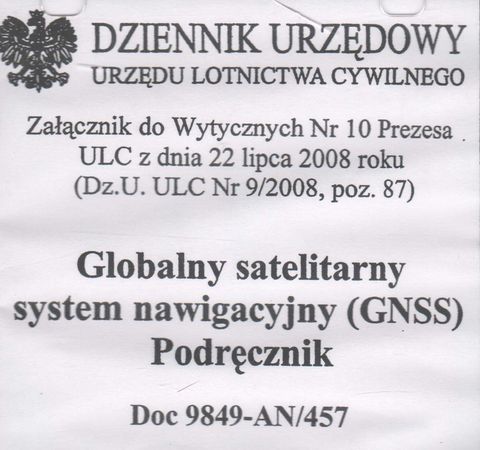 DZIENNIK URZĘDOWY
URZĘDU LOTNICTWA CYWILNEGO
Załącznik do Wytycznych Nr 10 Prezesa
ULC z dnia 22 lipca 2008 roku
(Dz.U. ULC Nr 9/2008, poz. 87)
Globalny satelitarny
system nawigacyjny (GNSS)
Podręcznik
Doc 9849-AN/457